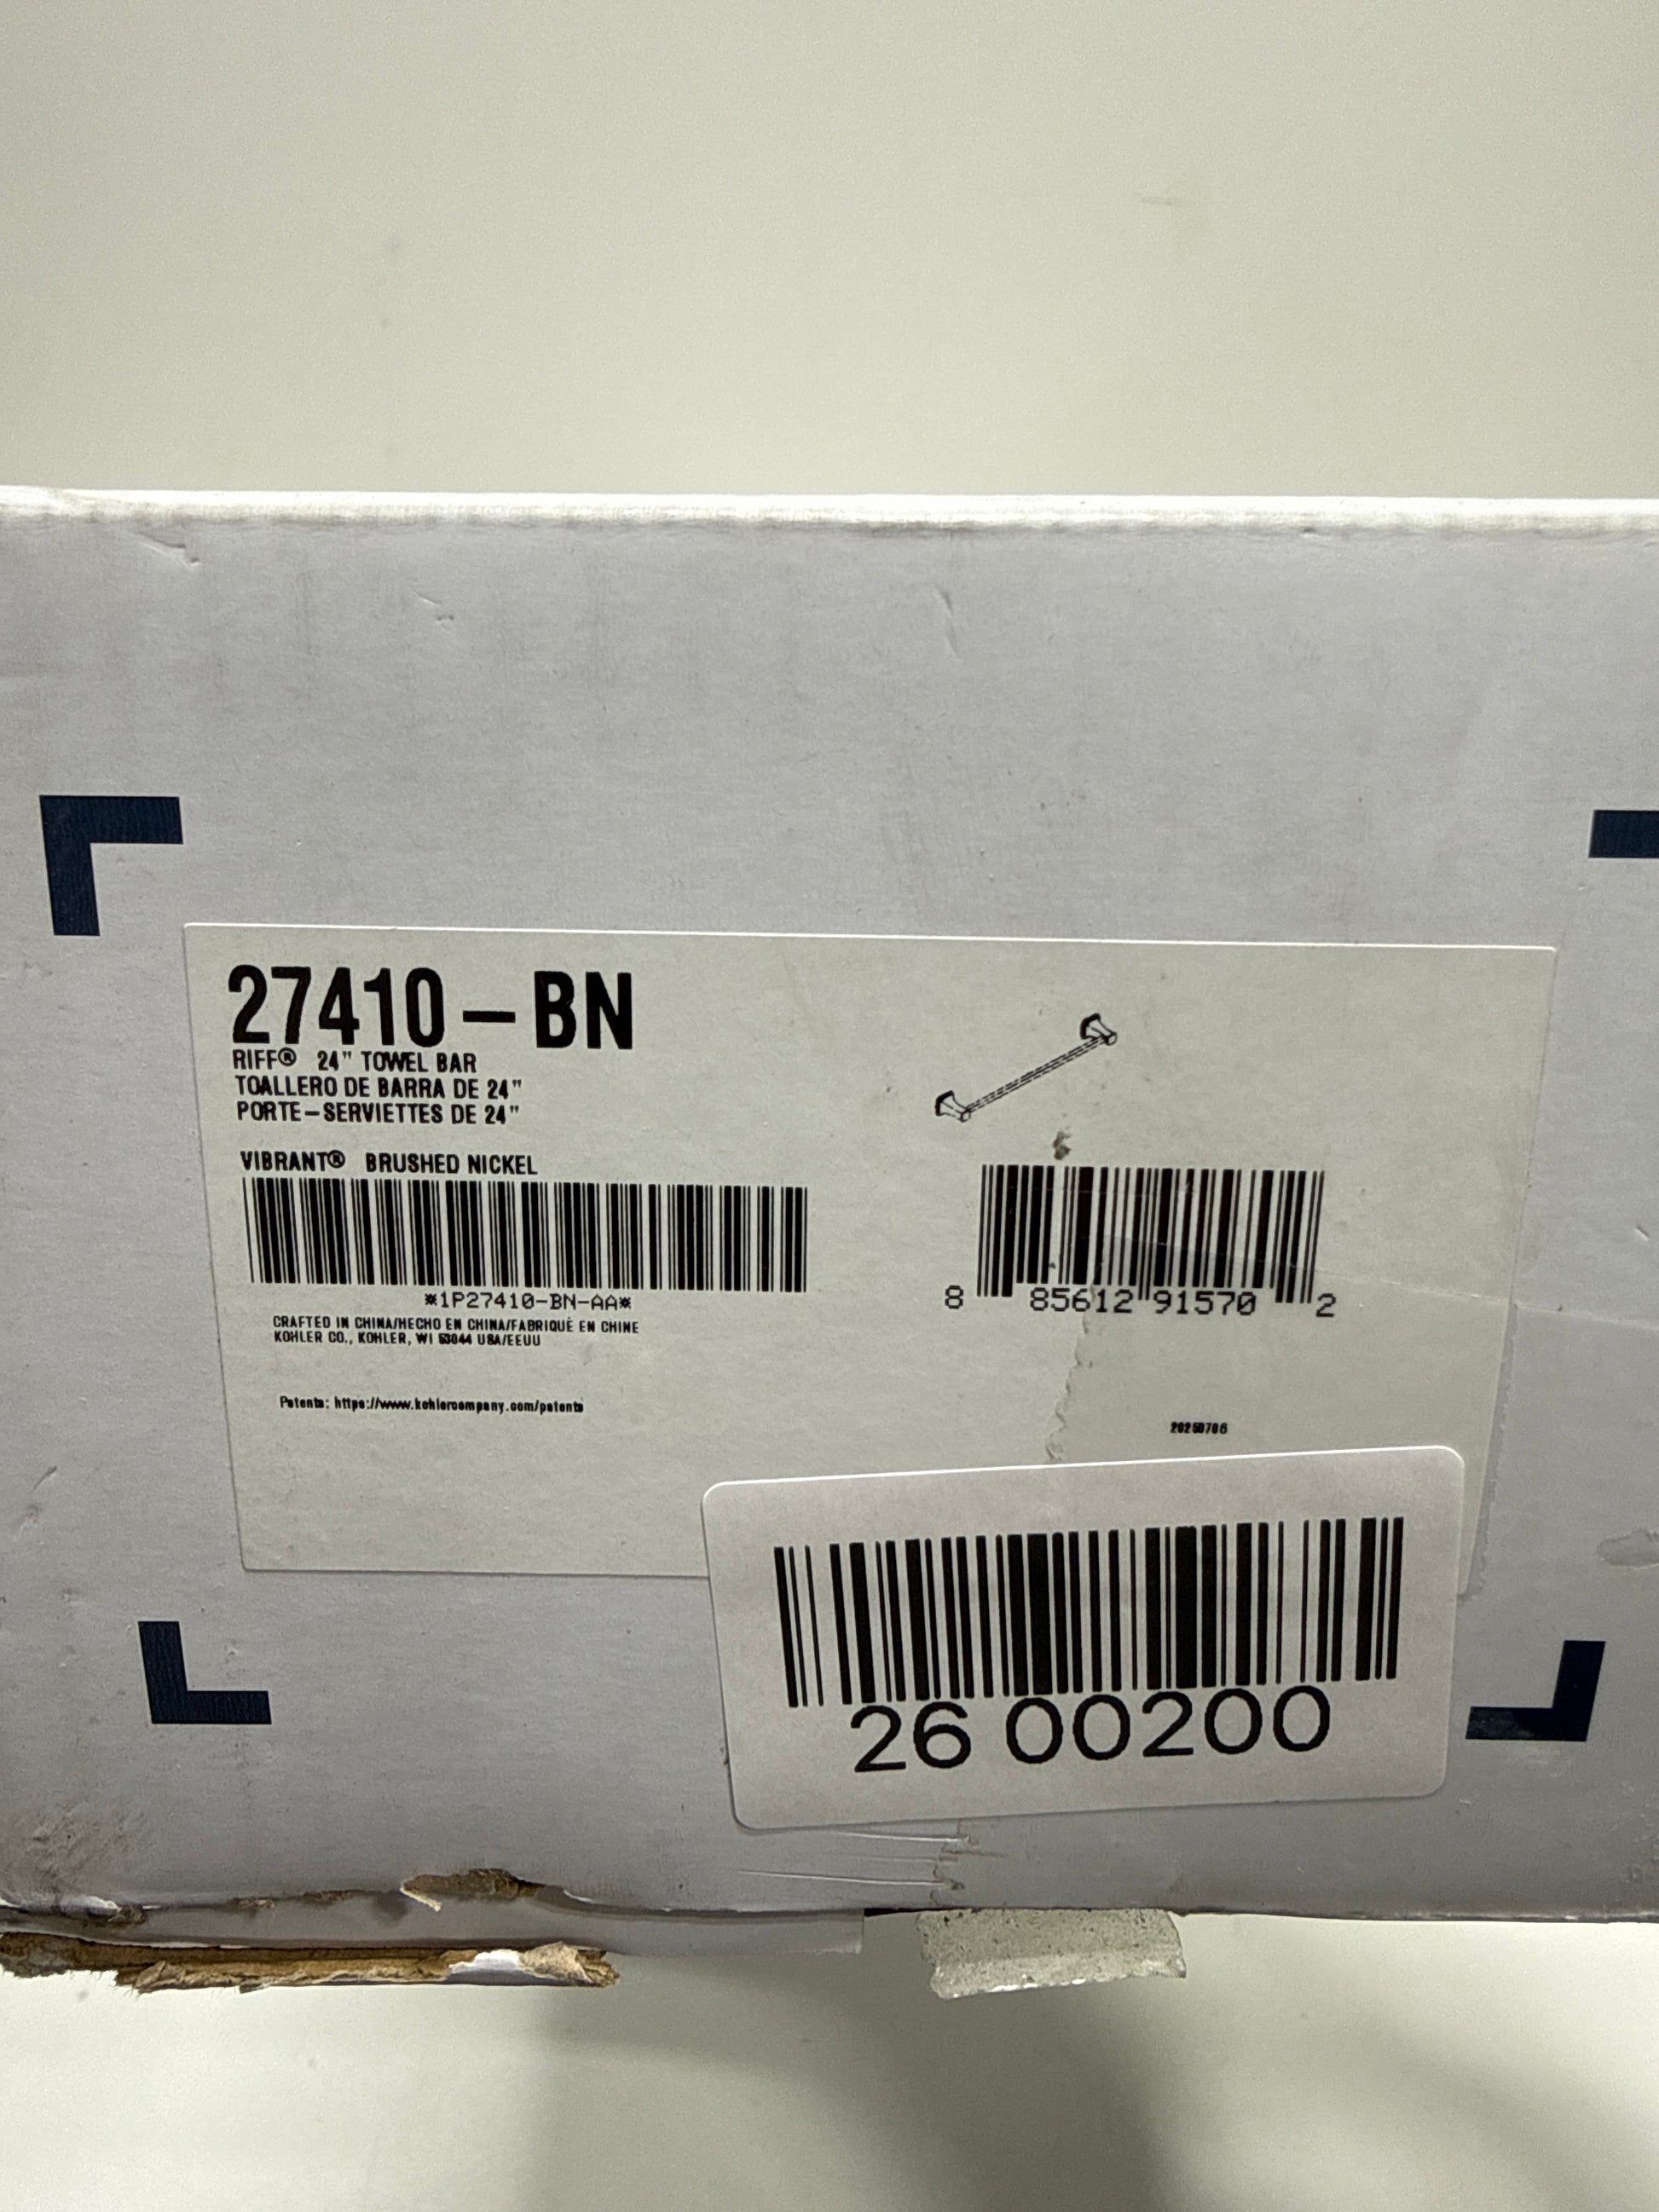 27410-BN
RIFF® 24" TOWEL BAR
TOALLERO DE BARRA DE 24"
PORTE-SERVIETTES DE 24"
VIBRANT® BRUSHED NICKEL
*1P27410-BN-AA*
CRAFTED IN CHINA/HECHO EN CHINA/FABRIQUÉ EN CHINE
KOHLER CO., KOHLER, WI 53044 USA/EEUU
Patents: https://www.kohlercompany.com/patents
8 85612 91570 2
20250706
26 00200